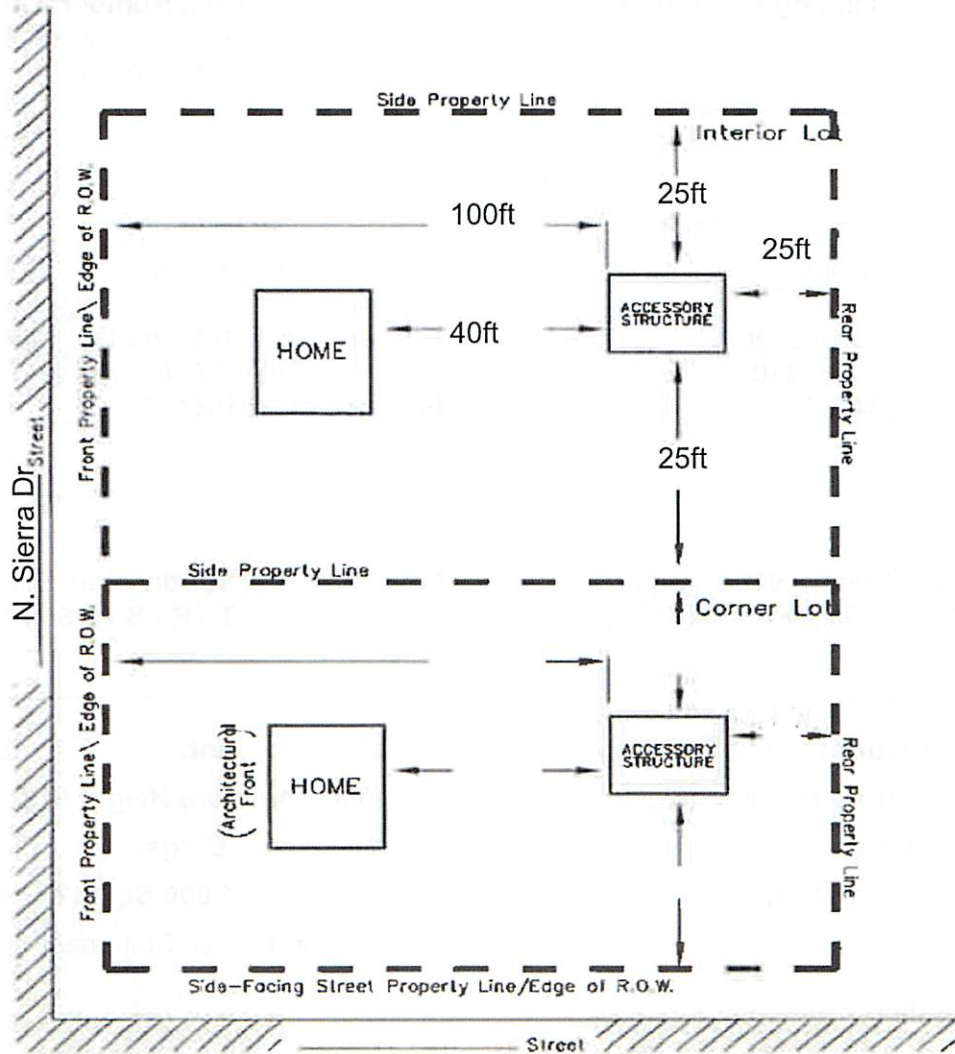 Side Property Line
Interior Lot
Front Property Line\ Edge of R.O.W.
100ft
25ft
25ft
Rear Property Line
ACCESSORY
STRUCTURE
HOME
40ft
25ft
N. Sierra Dr
Street
Side Property Line
Corner Lot
Front Property Line\ Edge of R.O.W.
(Architectural
Front)
HOME
ACCESSORY
STRUCTURE
Rear Property Line
Side-Facing Street Property Line/Edge of R.O.W.
Street